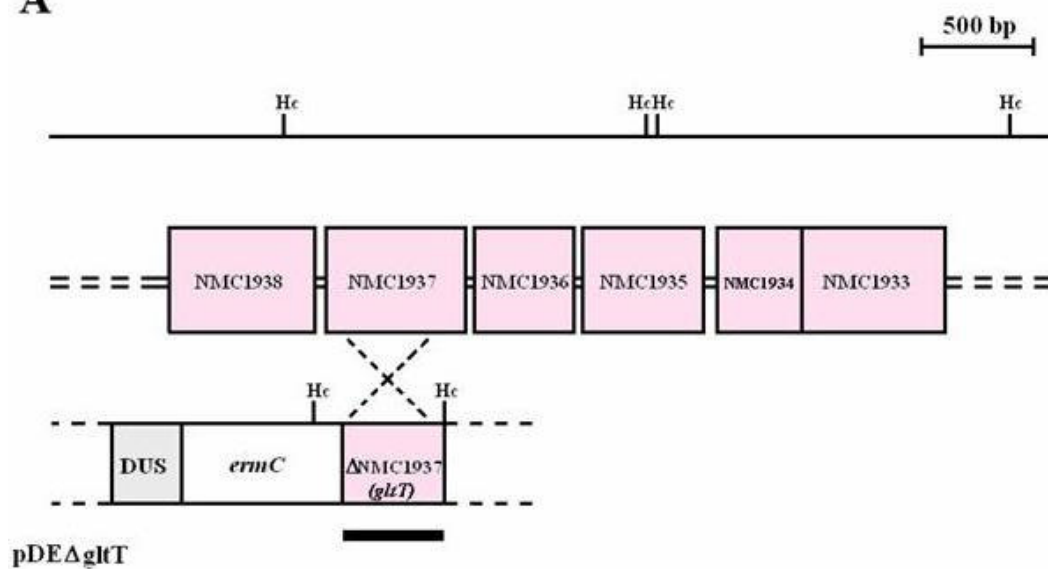 A
500 bp
Hc HcHc Hc
NMC1938 NMC1937 NMC1936 NMC1935 NMC1934 NMC1933
Hc Hc
DUS ermC ΔNMC1937
(gltT)
pDEΔgltT